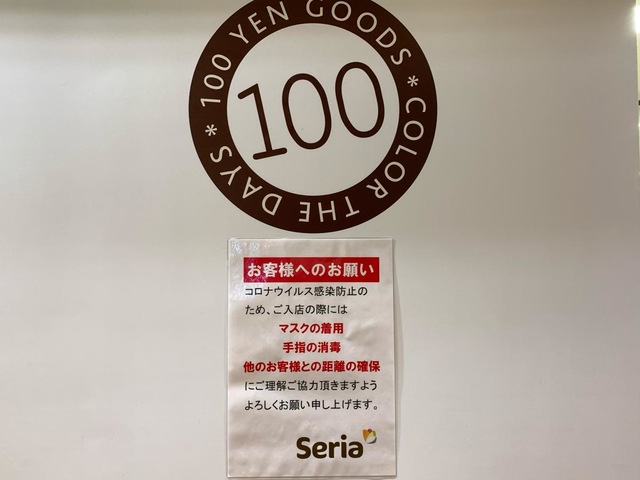 * 100 YEN GOODS * COLOR THE DAYS
100
お客様へのお願い
コロナウイルス感染防止の
ため、ご入店の際には
マスクの着用
手指の消毒
他のお客様との距離の確保
にご理解ご協力頂きますよう
よろしくお願い申し上げます。
Seria